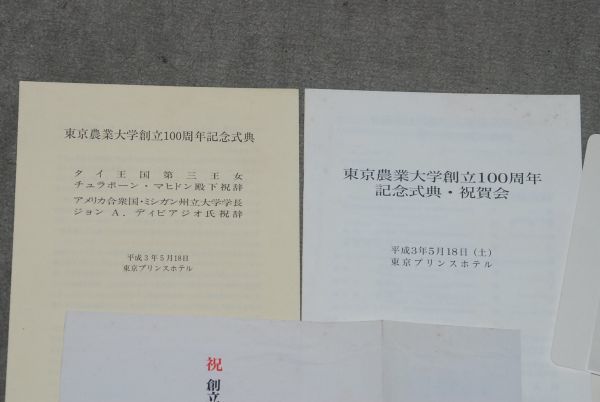 東京農業大学創立100周年記念式典
タイ王国第三王女
チュラポーン・マヒドン殿下祝辞
アメリカ合衆国・ミシガン州立大学学長
ジョン A. ディビアジオ氏祝辞
平成3年5月18日
東京プリンスホテル
東京農業大学創立100周年
記念式典・祝賀会
平成3年5月18日(土)
東京プリンスホテル
祝
創立